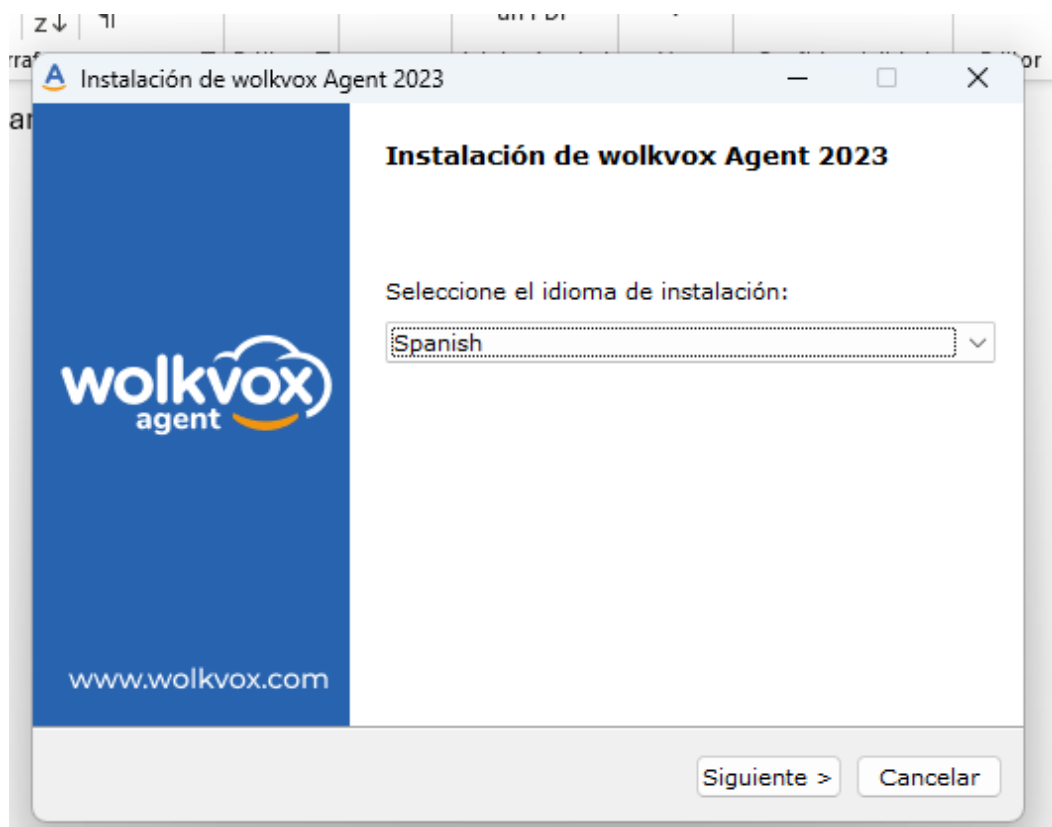 Instalación de wolkvox Agent 2023
Instalación de wolkvox Agent 2023
Seleccione el idioma de instalación:
Spanish
wolkvox
agent
www.wolkvox.com
Siguiente >
Cancelar